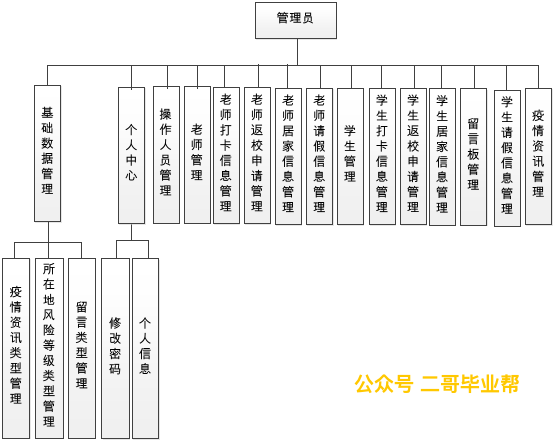 管理员
基础数据管理
个人中心
操作人员管理
老师管理
老师打卡信息管理
老师返校申请管理
老师居家信息管理
老师请假信息管理
学生管理
学生打卡信息管理
学生返校申请管理
学生居家信息管理
留言板管理
学生请假信息管理
疫情资讯管理
疫情资讯类型管理
所在地风险等级类型管理
留言类型管理
修改密码
个人信息
公众号 二哥毕业帮